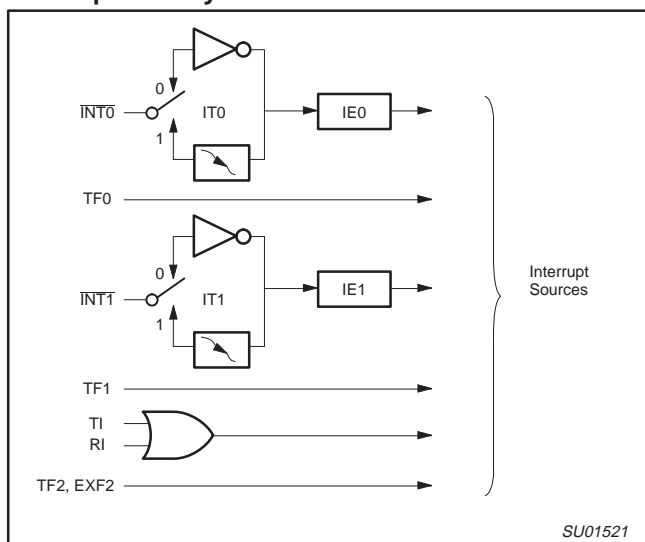 0
INT0
IT0
IE0
1
TF0
0
INT1
IT1
IE1
1
Interrupt
Sources
TF1
TI
RI
TF2, EXF2
SU01521